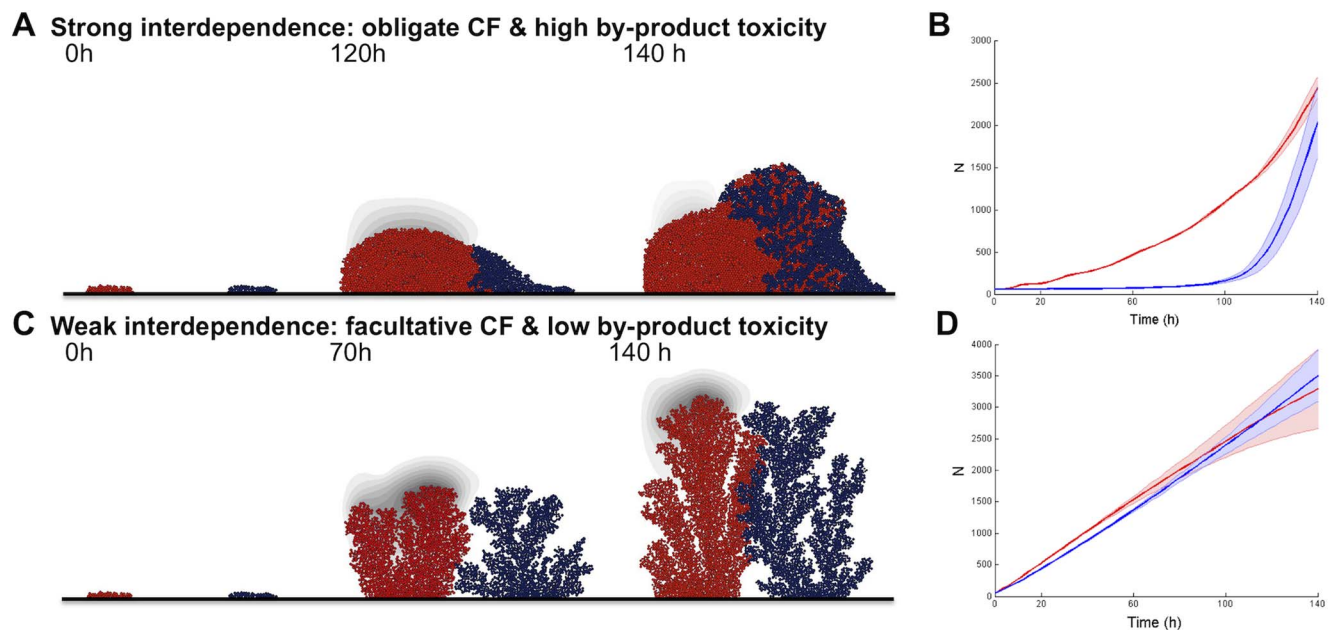 A Strong interdependence: obligate CF & high by-product toxicity
0h 120h 140 h
B
3000
2500
2000
1500
1000
500
0
N
0 20 60 100 140
Time (h)
C Weak interdependence: facultative CF & low by-product toxicity
0h 70h 140 h
D
4000
3500
3000
2500
2000
1500
1000
500
0
N
0 20 60 100 140
Time (h)